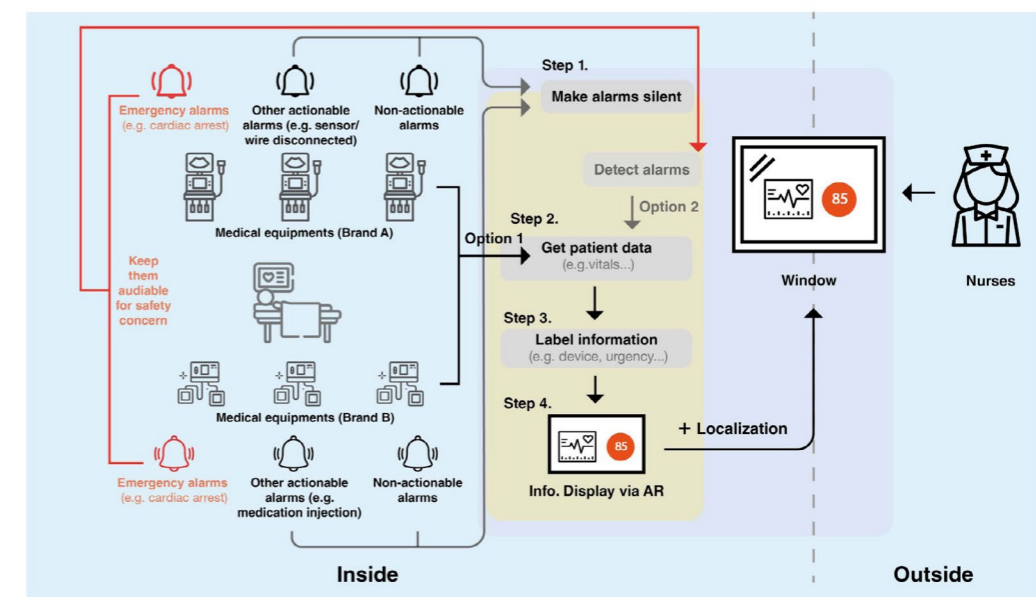 Step 1.
Make alarms silent
Emergency alarms
(e.g. cardiac arrest)
Other actionable
alarms (e.g. sensor/
wire disconnected)
Non-actionable
alarms
Detect alarms
Option 2
85
Medical equipments (Brand A)
Step 2.
Option 1
Get patient data
(e.g.vitals...)
Window
Nurses
Keep
them
audiable
for safety
concern
Step 3.
Label information
(e.g. device, urgency...)
Step 4.
Medical equipments (Brand B)
85
+ Localization
Info. Display via AR
Emergency alarms
(e.g. cardiac arrest)
Other actionable
alarms (e.g.
medication injection)
Non-actionable
alarms
Inside
Outside